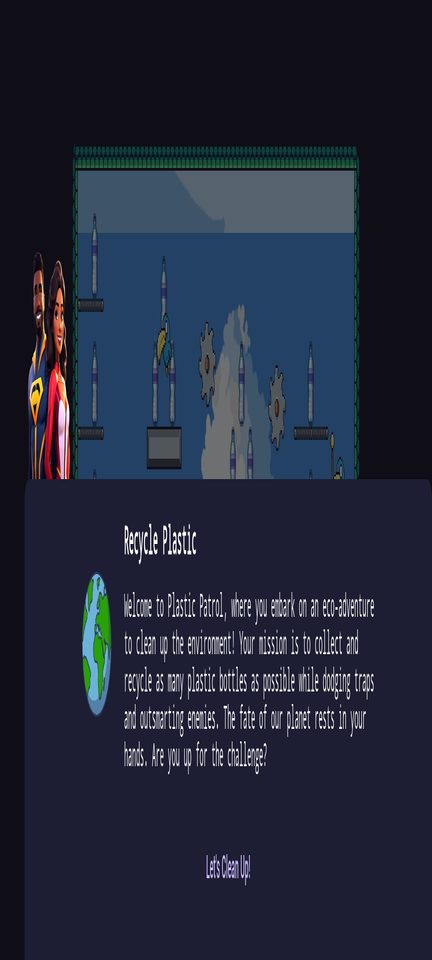 Recycle Plastic
Welcome to Plastic Patrol, where you embark on an eco-adventure
to clean up the environment! Your mission is to collect and
recycle as many plastic bottles as possible while dodging traps
and outsmarting enemies. The fate of our planet rests in your
hands. Are you up for the challenge?
Let's Clean Up!